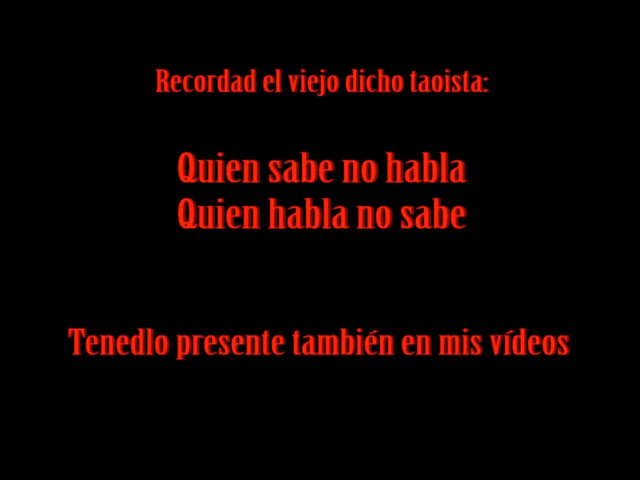 Recordad el viejo dicho taoista:
Quien sabe no habla
Quien habla no sabe
Tenedlo presente también en mis vídeos